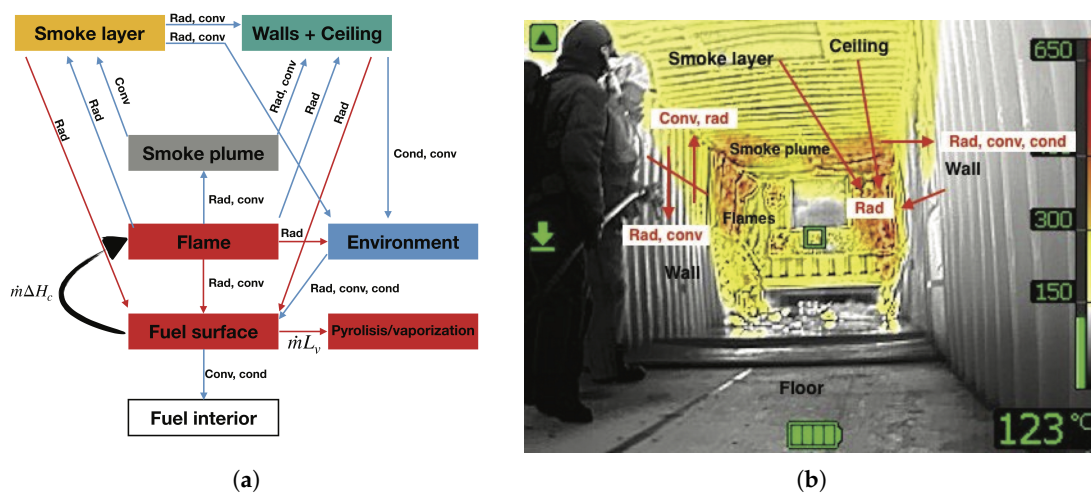 Smoke layer
Rad, conv
Rad, conv
Walls + Ceiling
Conv
Rad
Rad
Rad, conv
Rad
Rad
Smoke plume
Cond, conv
Rad, conv
Flame
Rad
Environment
Rad, conv
Rad, conv, cond
ṁΔH_c
Fuel surface
ṁL_v
Pyrolisis/vaporization
Conv, cond
Fuel interior
(a)
Smoke layer
Ceiling
650
Conv, rad
Smoke plume
Rad, conv, cond
Wall
Flames
Rad
300
Rad, conv
Wall
150
Floor
123 °C
(b)